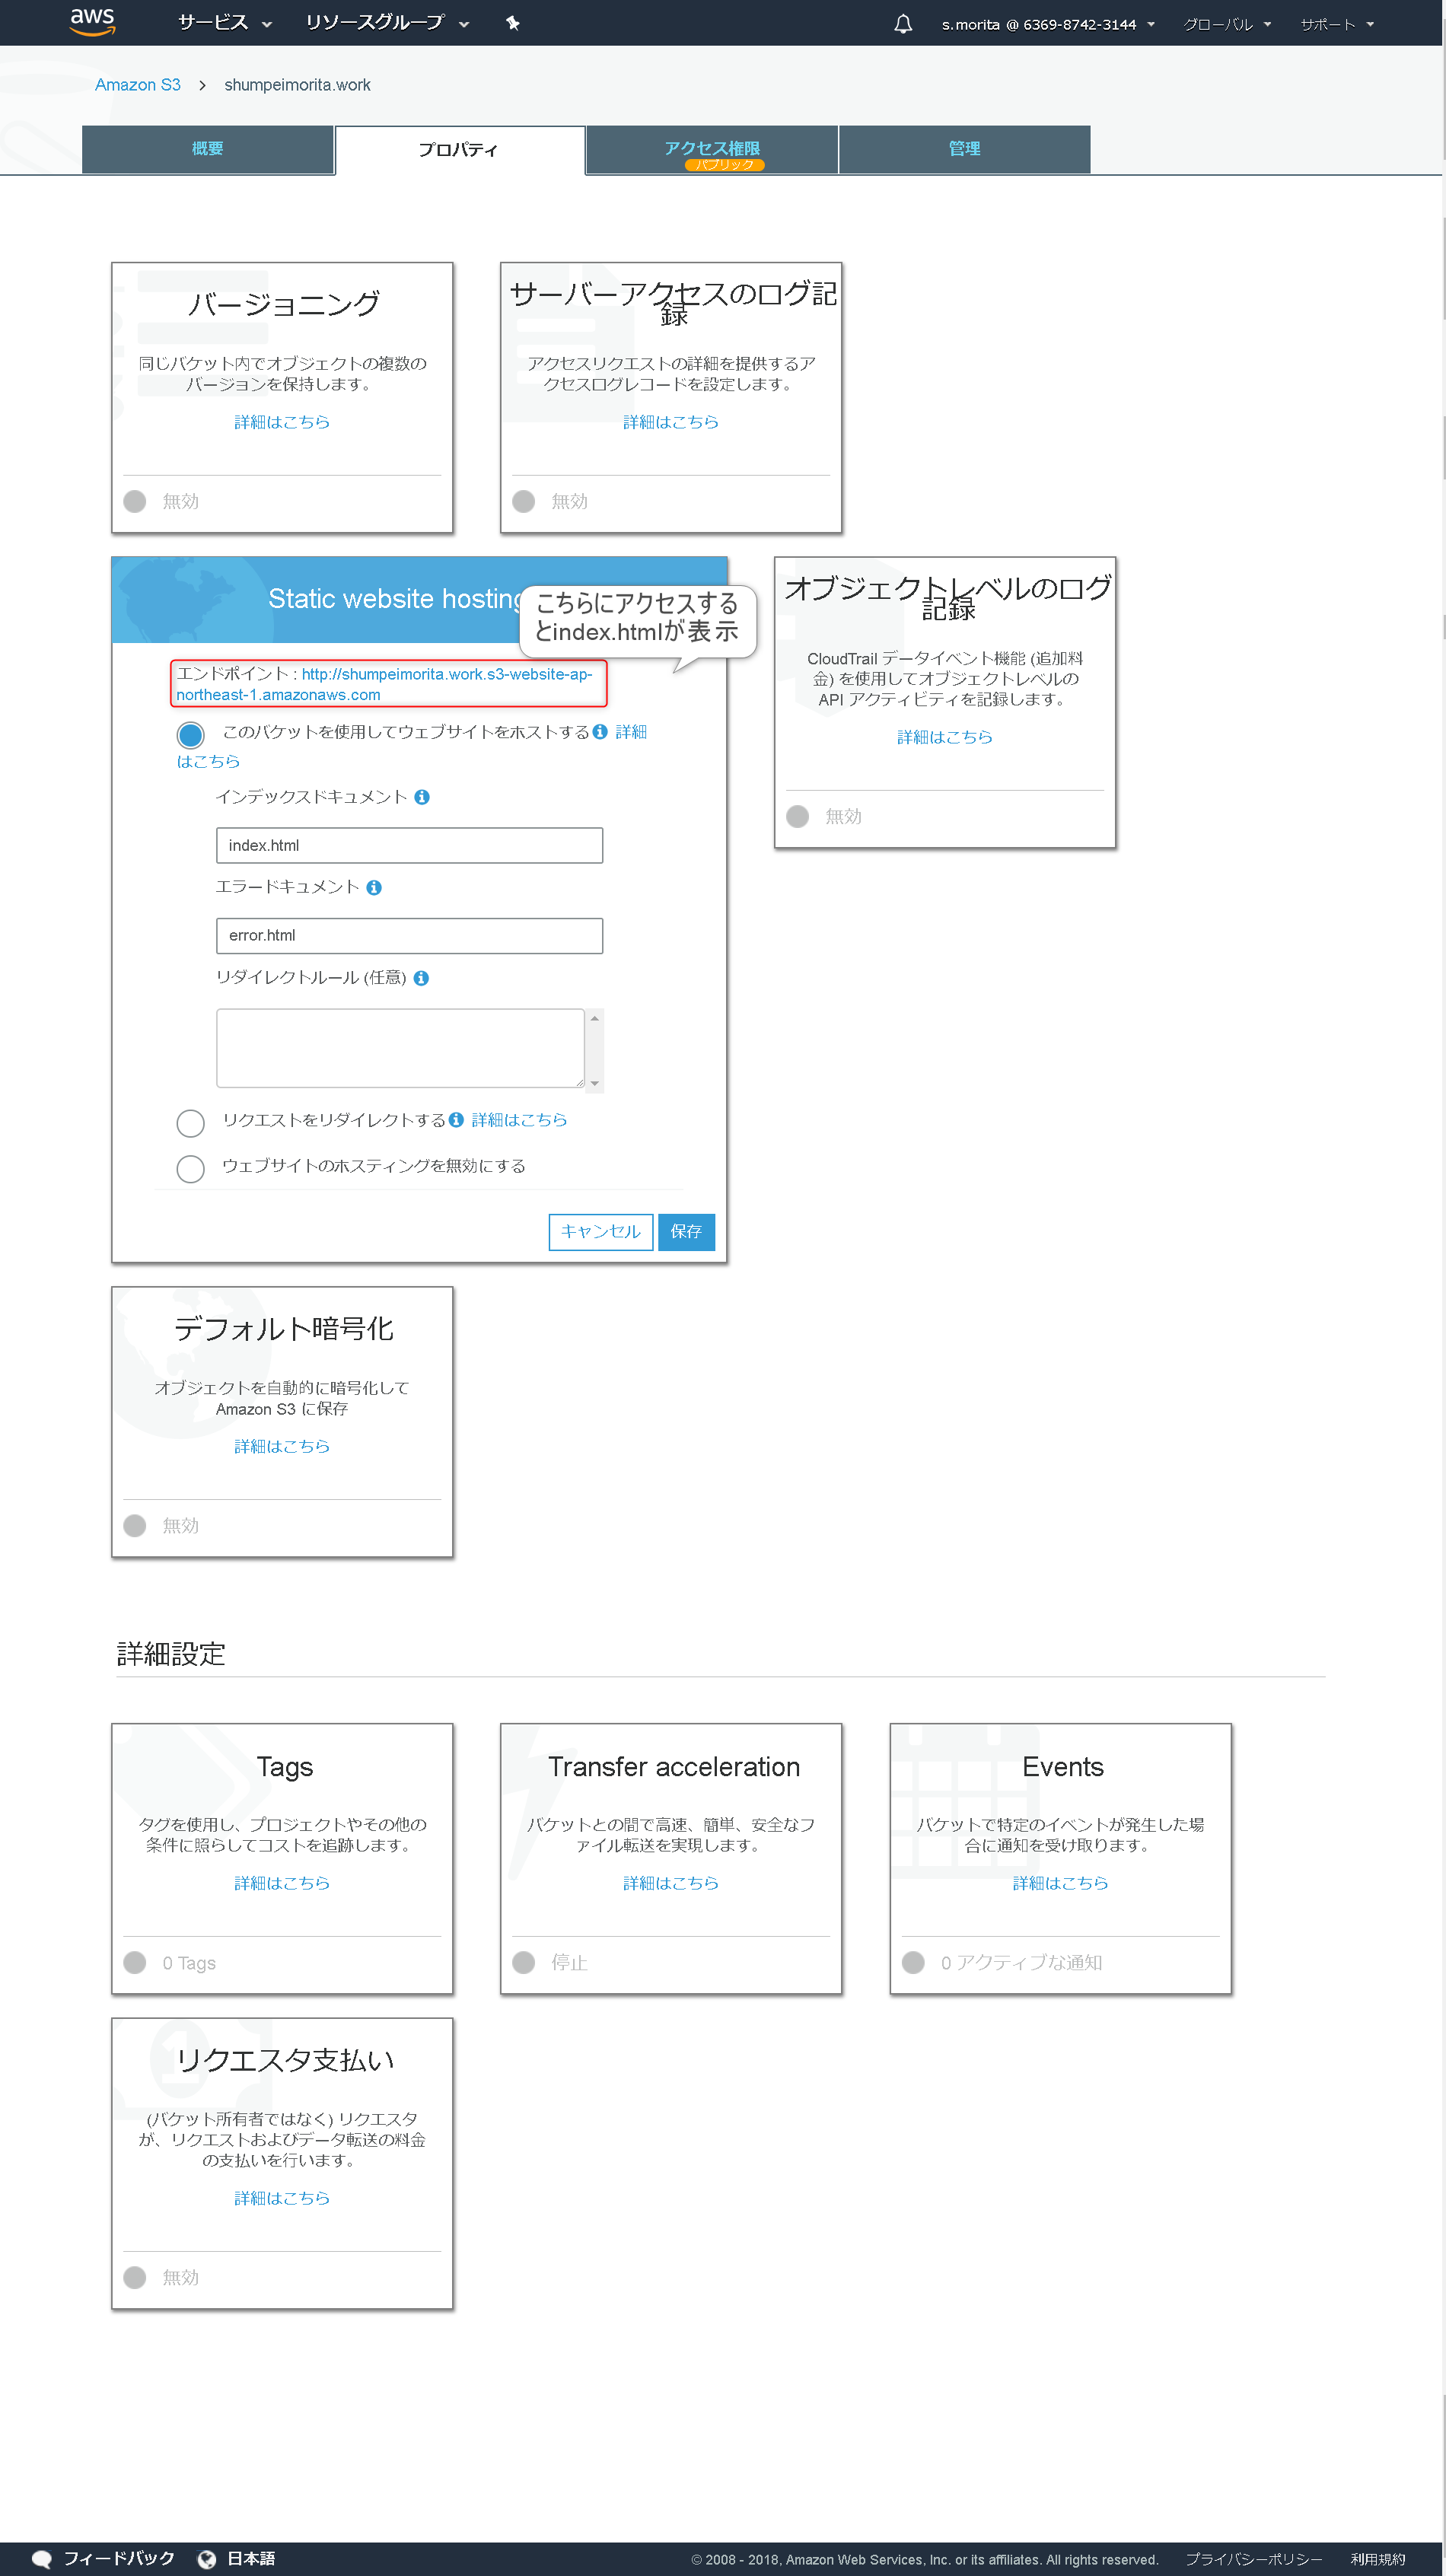 aws サービス リソースグループ s.morita @ 6369-8742-3144 グローバル サポート
Amazon S3 > shumpeimorita.work
概要 プロパティ アクセス権限 管理
パブリック
バージョニング
同じバケット内でオブジェクトの複数の
バージョンを保持します。
詳細はこちら
無効
サーバーアクセスのログ記
録
アクセスリクエストの詳細を提供するア
クセスログレコードを設定します。
詳細はこちら
無効
Static website hosting
こちらにアクセスする
とindex.htmlが表示
エンドポイント : http://shumpeimorita.work.s3-website-ap-
northeast-1.amazonaws.com
このバケットを使用してウェブサイトをホストする 詳細
はこちら
インデックスドキュメント
index.html
エラードキュメント
error.html
リダイレクトルール (任意)
リクエストをリダイレクトする 詳細はこちら
ウェブサイトのホスティングを無効にする
キャンセル 保存
オブジェクトレベルのログ
記録
CloudTrail データイベント機能 (追加料
金) を使用してオブジェクトレベルの
API アクティビティを記録します。
詳細はこちら
無効
デフォルト暗号化
オブジェクトを自動的に暗号化して
Amazon S3 に保存
詳細はこちら
無効
詳細設定
Tags
タグを使用し、プロジェクトやその他の
条件に照らしてコストを追跡します。
詳細はこちら
0 Tags
Transfer acceleration
バケットとの間で高速、簡単、安全なフ
ァイル転送を実現します。
詳細はこちら
停止
Events
バケットで特定のイベントが発生した場
合に通知を受け取ります。
詳細はこちら
0 アクティブな通知
リクエスタ支払い
(バケット所有者ではなく) リクエスタ
が、リクエストおよびデータ転送の料金
の支払いを行います。
詳細はこちら
無効
フィードバック 日本語 © 2008 - 2018, Amazon Web Services, Inc. or its affiliates. All rights reserved. プライバシーポリシー 利用規約